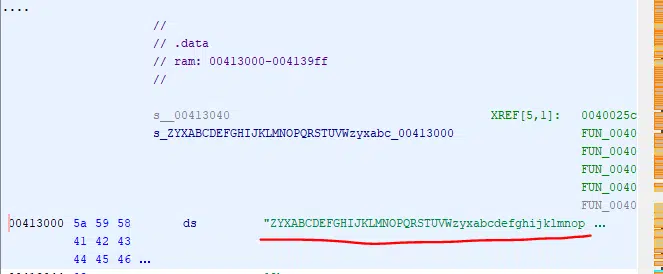 ....
//
// .data
// ram: 00413000-004139ff
//
s__00413040 XREF[5,1]: 0040025c
s_ZYXABCDEFGHIJKLMNOPQRSTUVWzyxabc_00413000 FUN_0040
FUN_0040
FUN_0040
FUN_0040
FUN_0040
00413000 5a 59 58 ds "ZYXABCDEFGHIJKLMNOPQRSTUVWzyxabcdefghijklmnop ...
41 42 43
44 45 46 ...